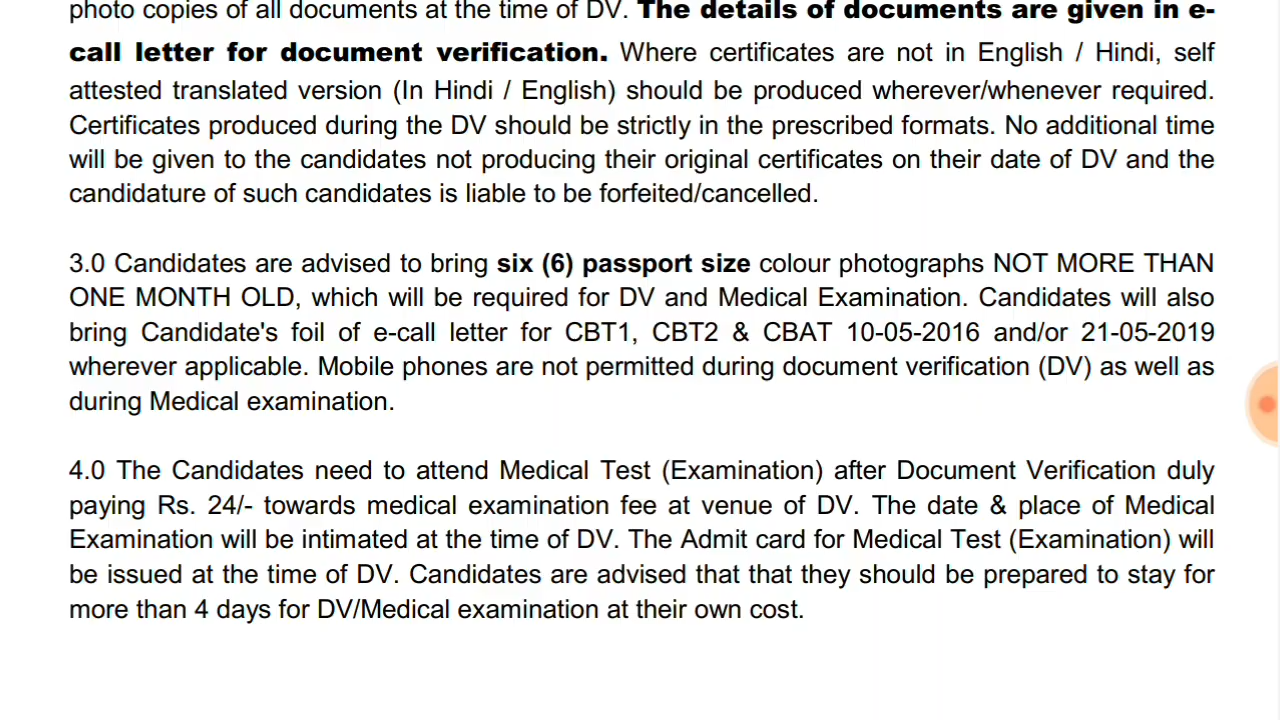 photo copies of all documents at the time of DV. The details of documents are given in e-
call letter for document verification. Where certificates are not in English / Hindi, self
attested translated version (In Hindi / English) should be produced wherever/whenever required.
Certificates produced during the DV should be strictly in the prescribed formats. No additional time
will be given to the candidates not producing their original certificates on their date of DV and the
candidature of such candidates is liable to be forfeited/cancelled.
3.0 Candidates are advised to bring six (6) passport size colour photographs NOT MORE THAN
ONE MONTH OLD, which will be required for DV and Medical Examination. Candidates will also
bring Candidate's foil of e-call letter for CBT1, CBT2 & CBAT 10-05-2016 and/or 21-05-2019
wherever applicable. Mobile phones are not permitted during document verification (DV) as well as
during Medical examination.
4.0 The Candidates need to attend Medical Test (Examination) after Document Verification duly
paying Rs. 24/- towards medical examination fee at venue of DV. The date & place of Medical
Examination will be intimated at the time of DV. The Admit card for Medical Test (Examination) will
be issued at the time of DV. Candidates are advised that that they should be prepared to stay for
more than 4 days for DV/Medical examination at their own cost.